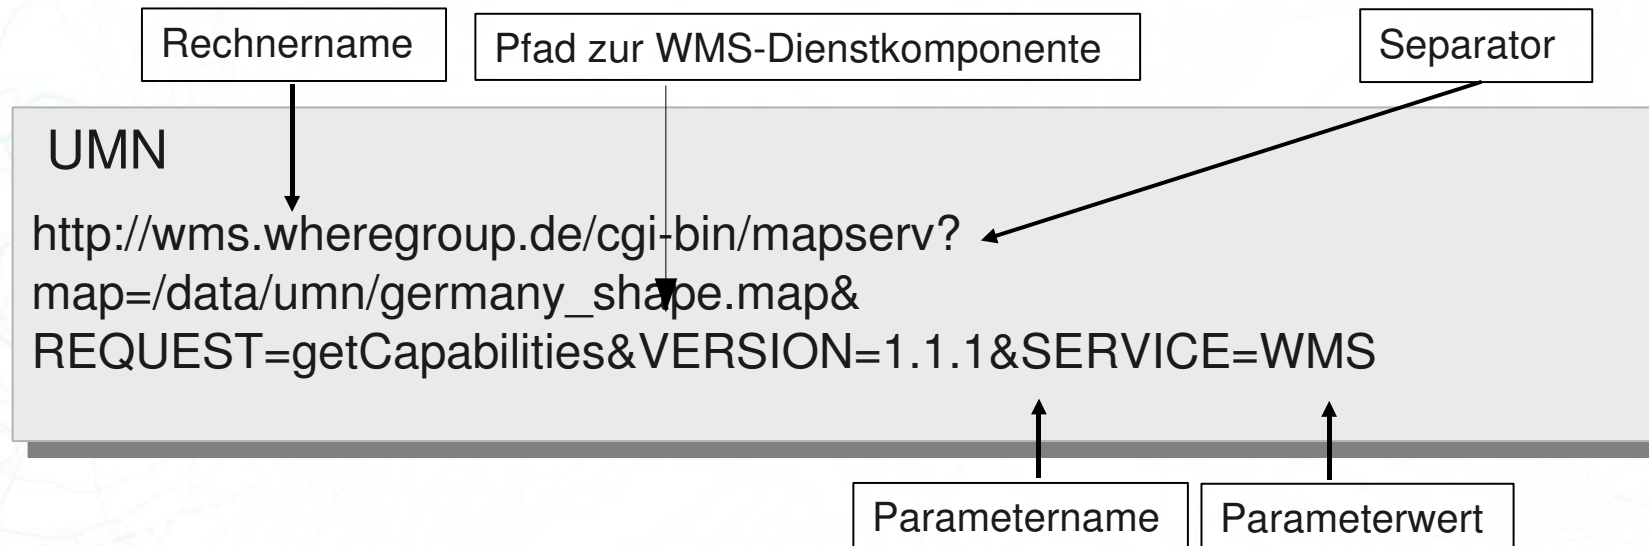 Rechnername
Pfad zur WMS-Dienstkomponente
Separator
UMN
http://wms.wheregroup.de/cgi-bin/mapserv?
map=/data/umn/germany_shape.map&
REQUEST=getCapabilities&VERSION=1.1.1&SERVICE=WMS
Parametername
Parameterwert